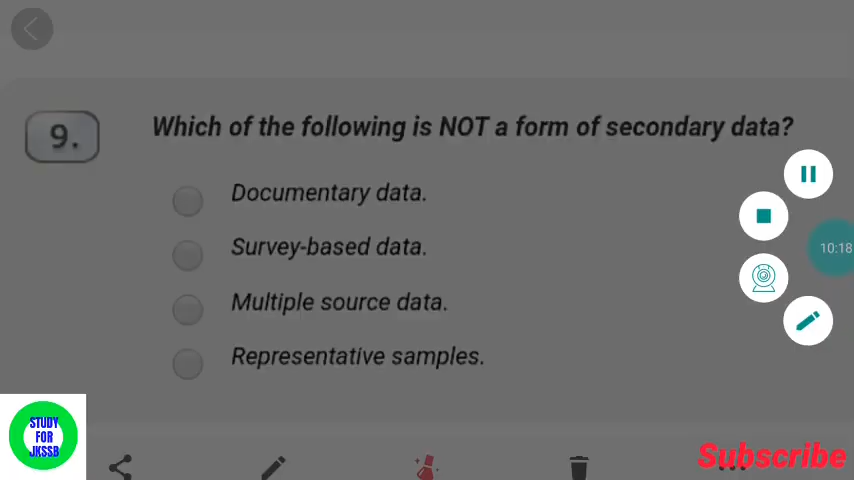 9. Which of the following is NOT a form of secondary data?
Documentary data.
Survey-based data.
Multiple source data.
Representative samples.
10:18
STUDY
FOR
JKSSB
Subscribe